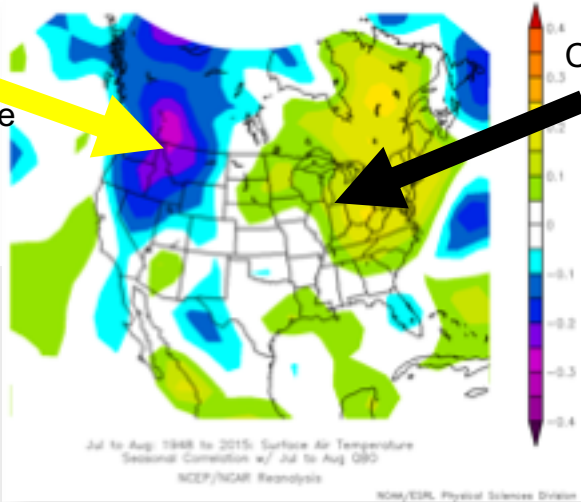 C
e
0.4
0.3
0.2
0.1
0
-0.1
-0.2
-0.3
-0.4
Jul to Aug: 1948 to 2015: Surface Air Temperature
Seasonal Correlation w/ Jul to Aug QBO
NCEP/NCAR Reanalysis
NOAA/ESRL Physical Sciences Division